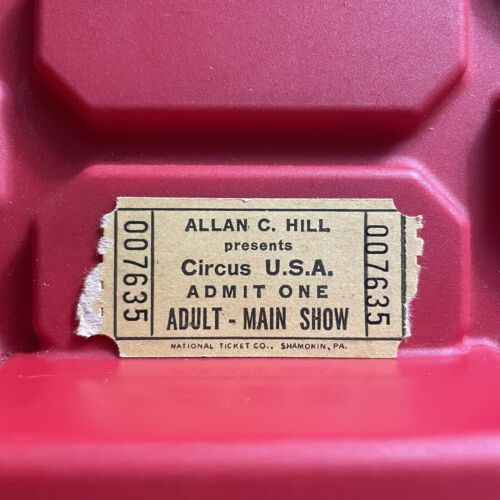 007635
ALLAN C. HILL
presents
Circus U.S.A.
ADMIT ONE
ADULT - MAIN SHOW
007635
NATIONAL TICKET CO., SHAMOKIN, PA.